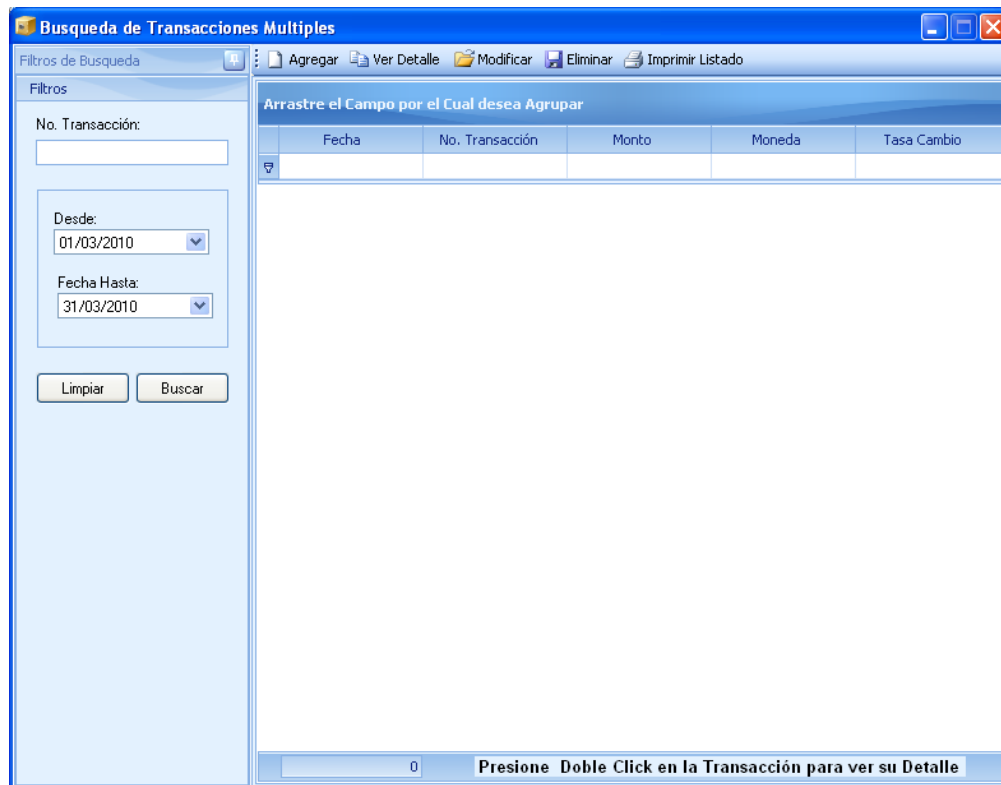 Busqueda de Transacciones Multiples
Filtros de Busqueda
Agregar Ver Detalle Modificar Eliminar Imprimir Listado
Filtros
No. Transacción:
Desde:
01/03/2010
Fecha Hasta:
31/03/2010
Limpiar Buscar
Arrastre el Campo por el Cual desea Agrupar
Fecha No. Transacción Monto Moneda Tasa Cambio
0 Presione Doble Click en la Transacción para ver su Detalle